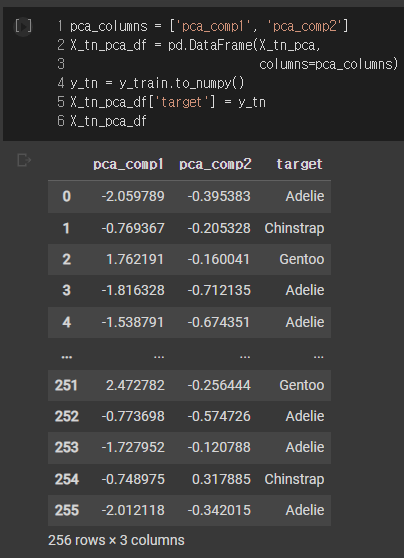 [ ] 1 pca_columns = ['pca_comp1', 'pca_comp2']
2 X_tn_pca_df = pd.DataFrame(X_tn_pca,
3 columns=pca_columns)
4 y_tn = y_train.to_numpy()
5 X_tn_pca_df['target'] = y_tn
6 X_tn_pca_df
pca_comp1 pca_comp2 target
0 -2.059789 -0.395383 Adelie
1 -0.769367 -0.205328 Chinstrap
2 1.762191 -0.160041 Gentoo
3 -1.816328 -0.712135 Adelie
4 -1.538791 -0.674351 Adelie
... ... ... ...
251 2.472782 -0.256444 Gentoo
252 -0.773698 -0.574726 Adelie
253 -1.727952 -0.120788 Adelie
254 -0.748975 0.317885 Chinstrap
255 -2.012118 -0.342015 Adelie
256 rows × 3 columns